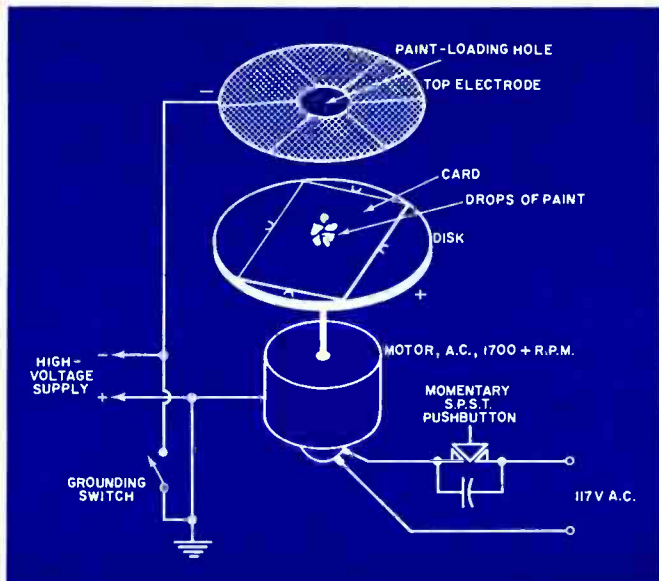 PAINT-LOADING HOLE
TOP ELECTRODE
−
CARD
DROPS OF PAINT
DISK
+
MOTOR, A.C., 1700 + R.P.M.
HIGH-
VOLTAGE
SUPPLY
−
+
MOMENTARY
S.P.S.T.
PUSHBUTTON
GROUNDING
SWITCH
117V A.C.